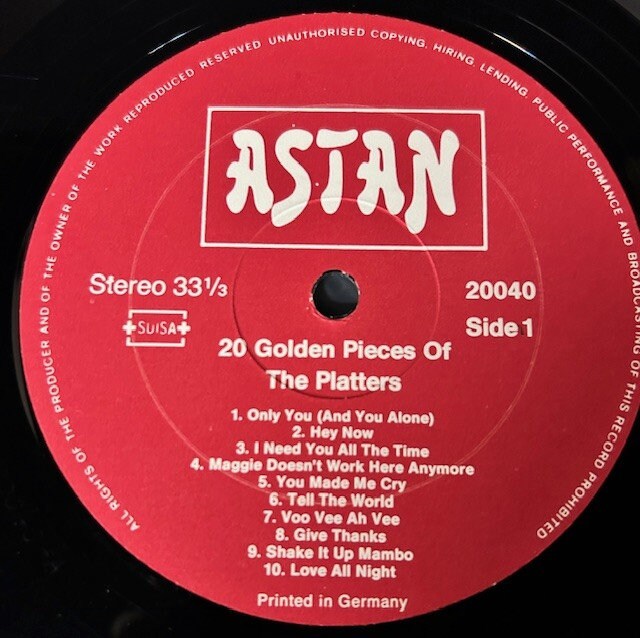 ALL RIGHTS OF THE PRODUCER AND OF THE OWNER OF THE WORK REPRODUCED RESERVED UNAUTHORISED COPYING, HIRING, LENDING, PUBLIC PERFORMANCE AND BROADCASTING OF THIS RECORD PROHIBITED
ASTAN
Stereo 33⅓
20040
SUISA
Side 1
20 Golden Pieces Of
The Platters
1. Only You (And You Alone)
2. Hey Now
3. I Need You All The Time
4. Maggie Doesn't Work Here Anymore
5. You Made Me Cry
6. Tell The World
7. Voo Vee Ah Vee
8. Give Thanks
9. Shake It Up Mambo
10. Love All Night
Printed in Germany